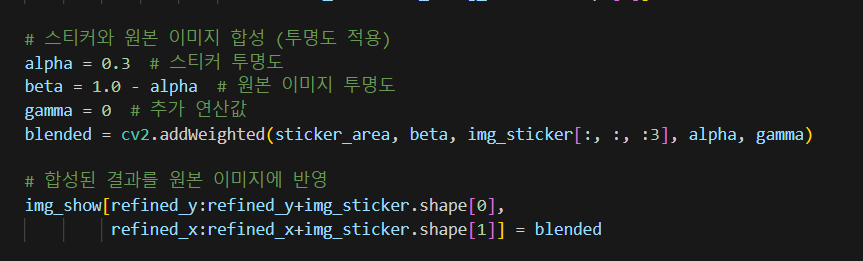 # 스티커와 원본 이미지 합성 (투명도 적용)
alpha = 0.3  # 스티커 투명도
beta = 1.0 - alpha  # 원본 이미지 투명도
gamma = 0  # 추가 연산값
blended = cv2.addWeighted(sticker_area, beta, img_sticker[:, :, :3], alpha, gamma)
# 합성된 결과를 원본 이미지에 반영
img_show[refined_y:refined_y+img_sticker.shape[0],
refined_x:refined_x+img_sticker.shape[1]] = blended